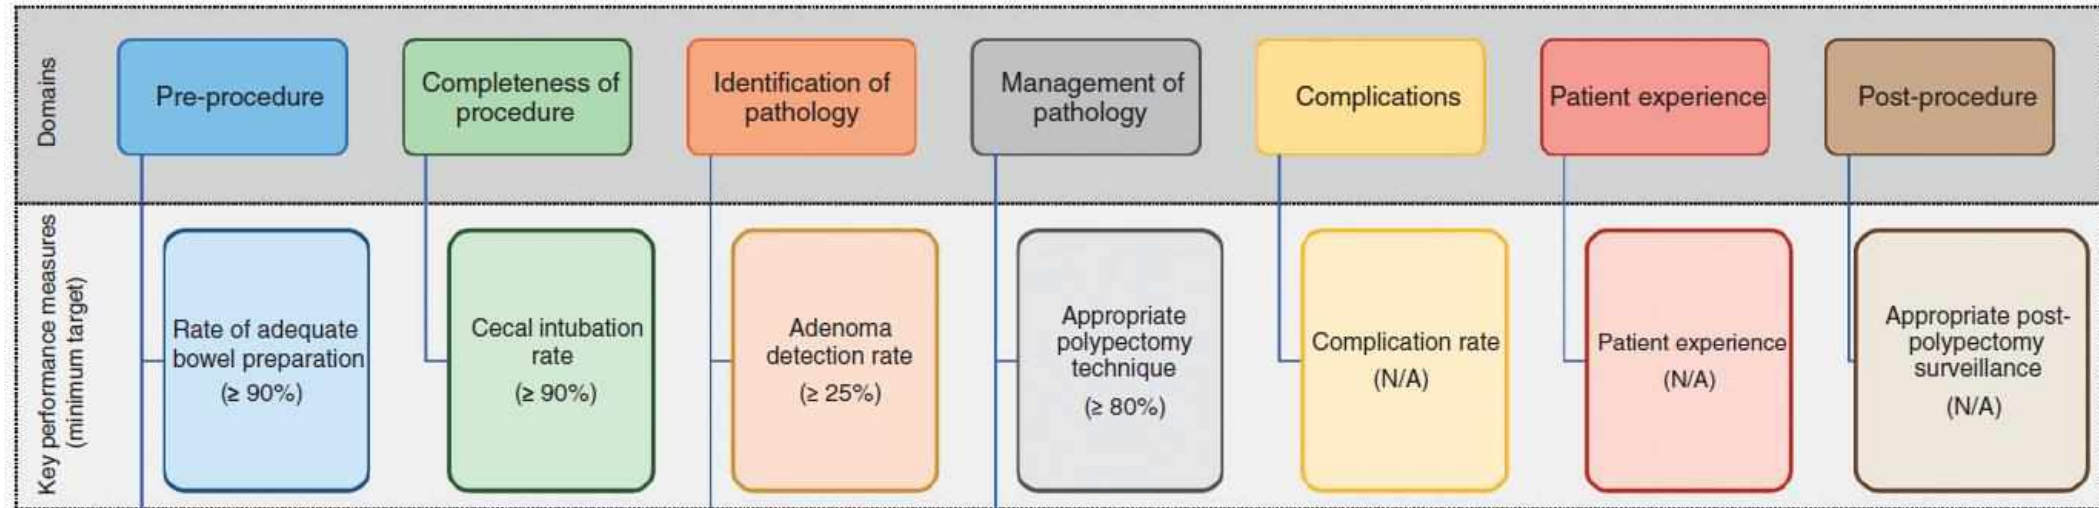 Domains
Pre-procedure
Completeness of
procedure
Identification of
pathology
Management of
pathology
Complications
Patient experience
Post-procedure
Key performance measures
(minimum target)
Rate of adequate
bowel preparation
(≥ 90%)
Cecal intubation
rate
(≥ 90%)
Adenoma
detection rate
(≥ 25%)
Appropriate
polypectomy
technique
(≥ 80%)
Complication rate
(N/A)
Patient experience
(N/A)
Appropriate post-
polypectomy
surveillance
(N/A)